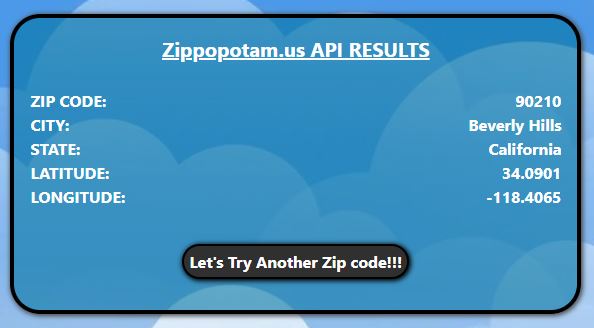 Zippopotam.us API RESULTS
ZIP CODE: 90210
CITY: Beverly Hills
STATE: California
LATITUDE: 34.0901
LONGITUDE: -118.4065
Let's Try Another Zip code!!!